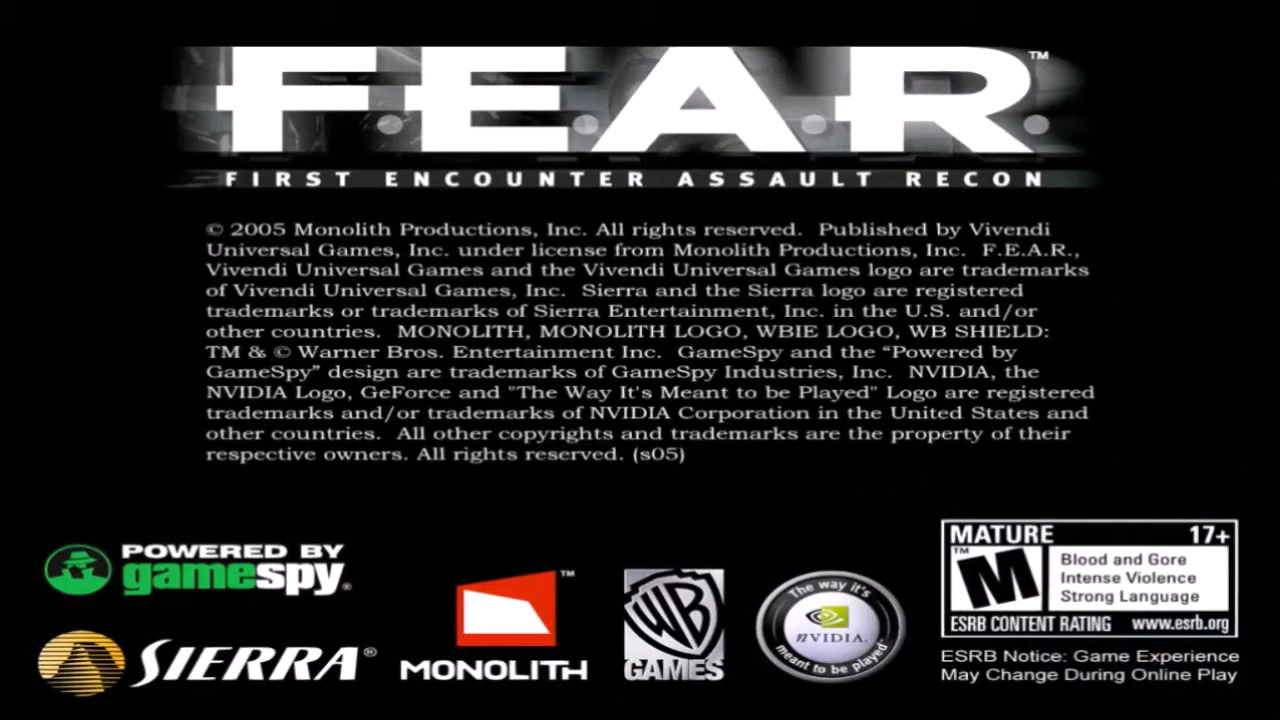 F.E.A.R.™
FIRST ENCOUNTER ASSAULT RECON
© 2005 Monolith Productions, Inc. All rights reserved.  Published by Vivendi
Universal Games, Inc. under license from Monolith Productions, Inc.  F.E.A.R.,
Vivendi Universal Games and the Vivendi Universal Games logo are trademarks
of Vivendi Universal Games, Inc.  Sierra and the Sierra logo are registered
trademarks or trademarks of Sierra Entertainment, Inc. in the U.S. and/or
other countries.  MONOLITH, MONOLITH LOGO, WBIE LOGO, WB SHIELD:
TM & © Warner Bros. Entertainment Inc.  GameSpy and the “Powered by
GameSpy” design are trademarks of GameSpy Industries, Inc.  NVIDIA, the
NVIDIA Logo, GeForce and "The Way It's Meant to be Played" Logo are registered
trademarks and/or trademarks of NVIDIA Corporation in the United States and
other countries.  All other copyrights and trademarks are the property of their
respective owners. All rights reserved. (s05)
POWERED BY
gamespy®
SIERRA®
MONOLITH™
WB
GAMES
The way it's
nVIDIA.
meant to be played
MATURE 17+
M™
Blood and Gore
Intense Violence
Strong Language
ESRB CONTENT RATING www.esrb.org
ESRB Notice: Game Experience
May Change During Online Play